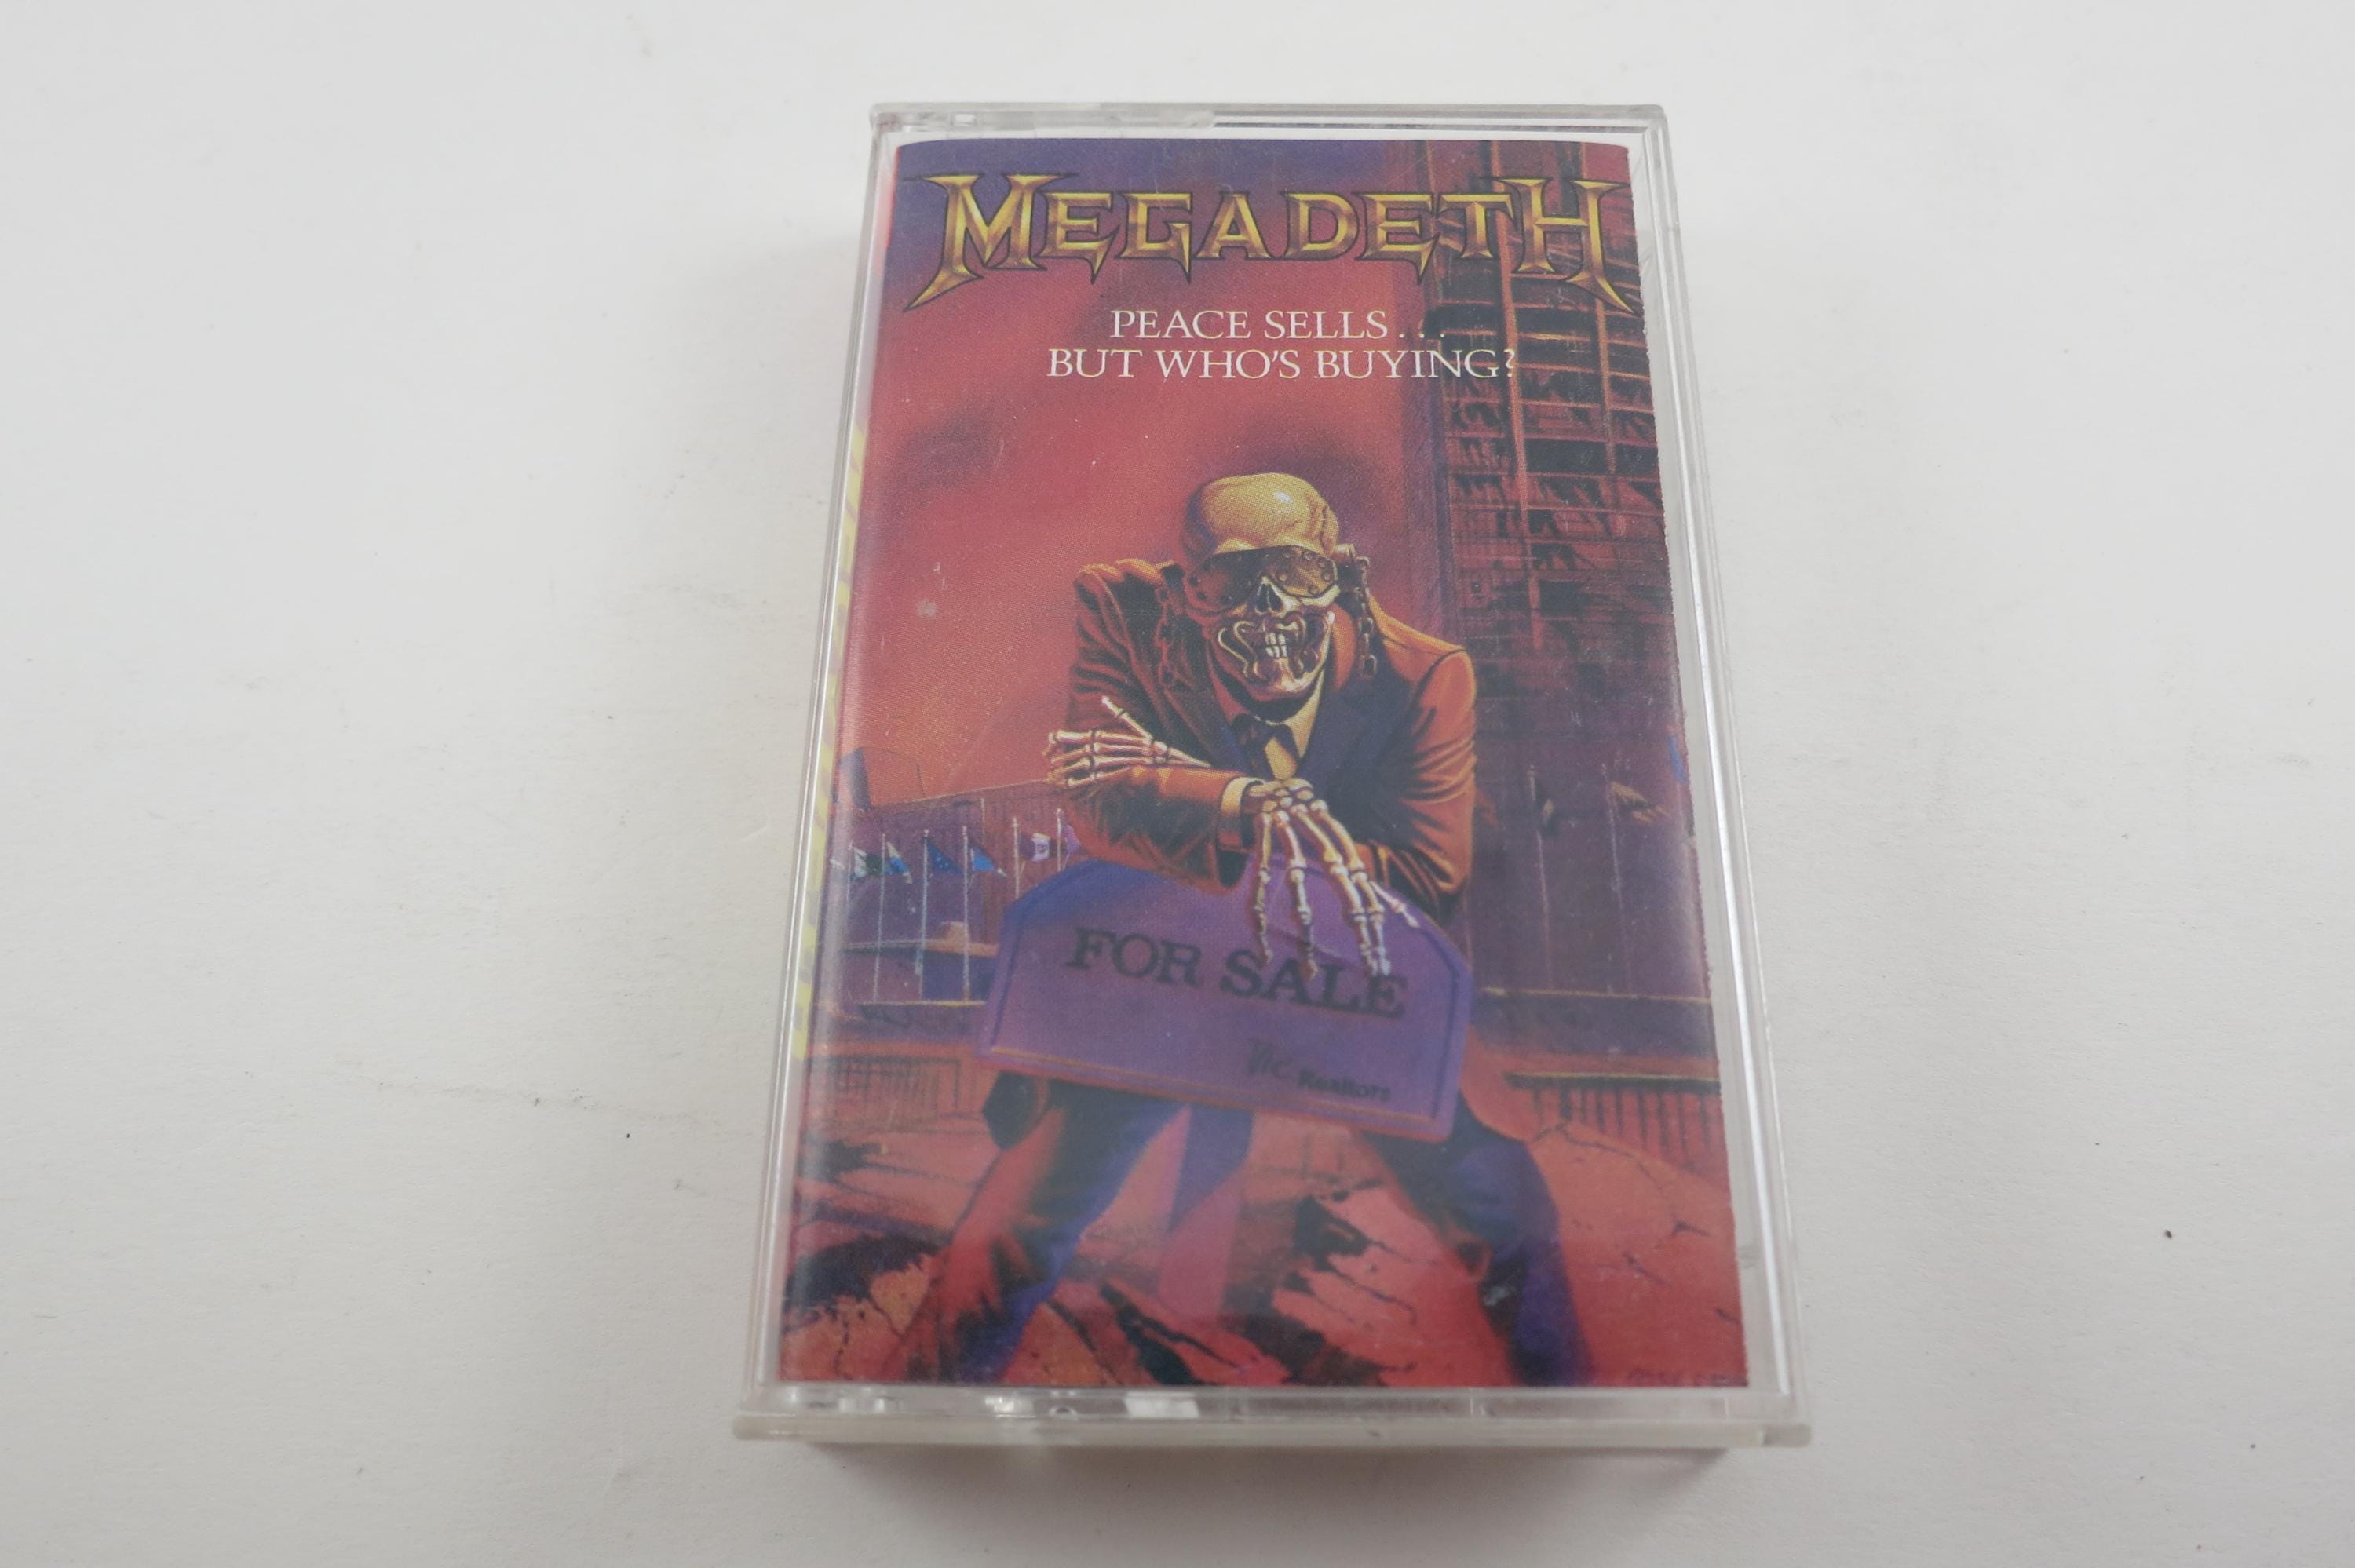 MEGADETH
PEACE SELLS . . .
BUT WHO'S BUYING?
FOR SALE
Vic Realtors